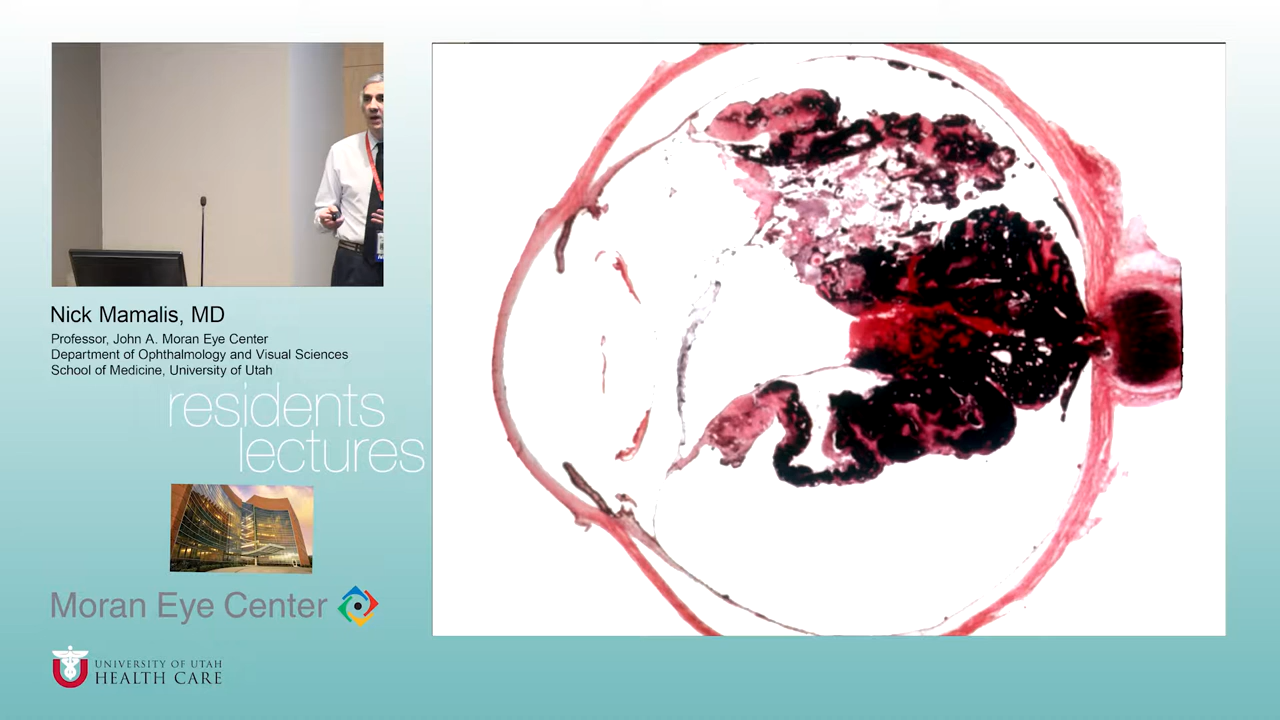 Nick Mamalis, MD
Professor, John A. Moran Eye Center
Department of Ophthalmology and Visual Sciences
School of Medicine, University of Utah
residents
lectures
Moran Eye Center
UNIVERSITY OF UTAH
HEALTH CARE